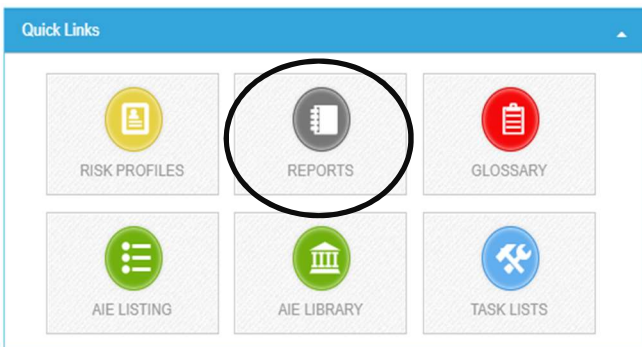 Quick Links
RISK PROFILES
REPORTS
GLOSSARY
AIE LISTING
AIE LIBRARY
TASK LISTS